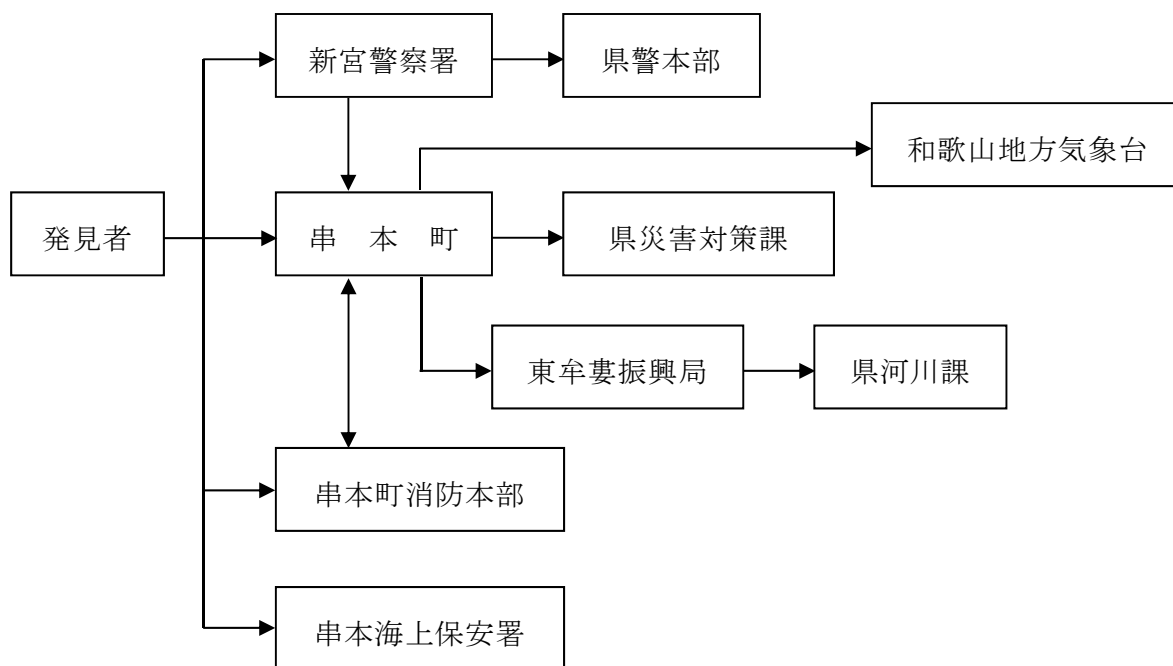 新宮警察署
県警本部
和歌山地方気象台
発見者
串 本 町
県災害対策課
東牟婁振興局
県河川課
串本町消防本部
串本海上保安署